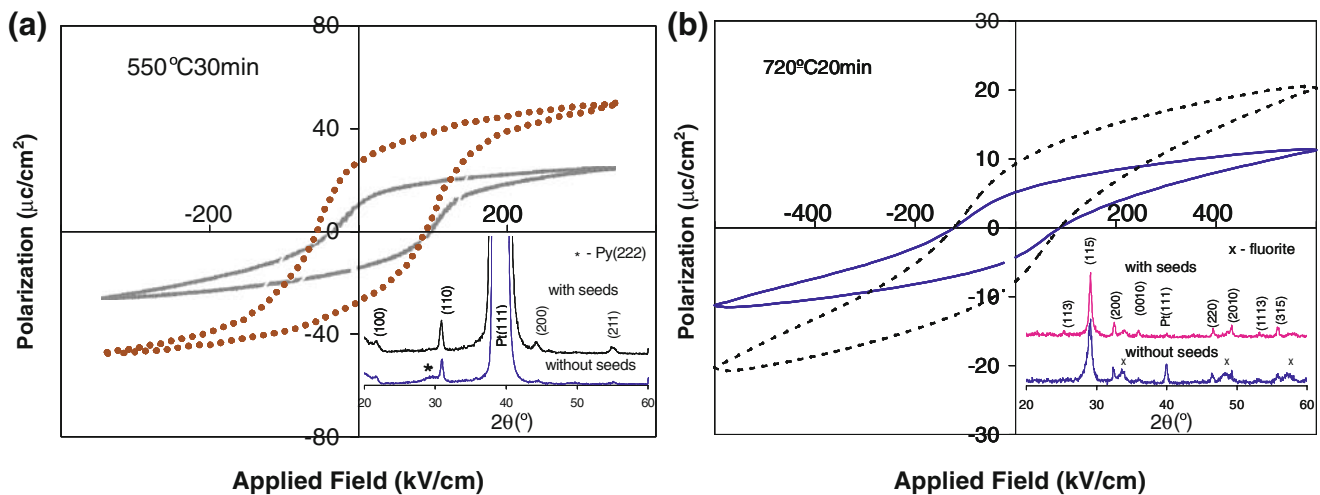 (a)
550°C30min
80
40
0
-40
-80
-200
200
Polarization (μc/cm²)
Applied Field (kV/cm)
* - Py(222)
with seeds
without seeds
(100)
(110)
Pt(111)
(200)
(211)
*
20 30 40 50 60
2θ(º)
(b)
720ºC20min
30
20
10
0
-10
-20
-30
-400 -200 200 400
Polarization (μc/cm²)
Applied Field (kV/cm)
x - fluorite
with seeds
without seeds
(113)
(115)
(200)
(0010)
Pt(111)
(220)
(2010)
(1113)
(315)
x x x
20 30 40 50 60
2θ(º)